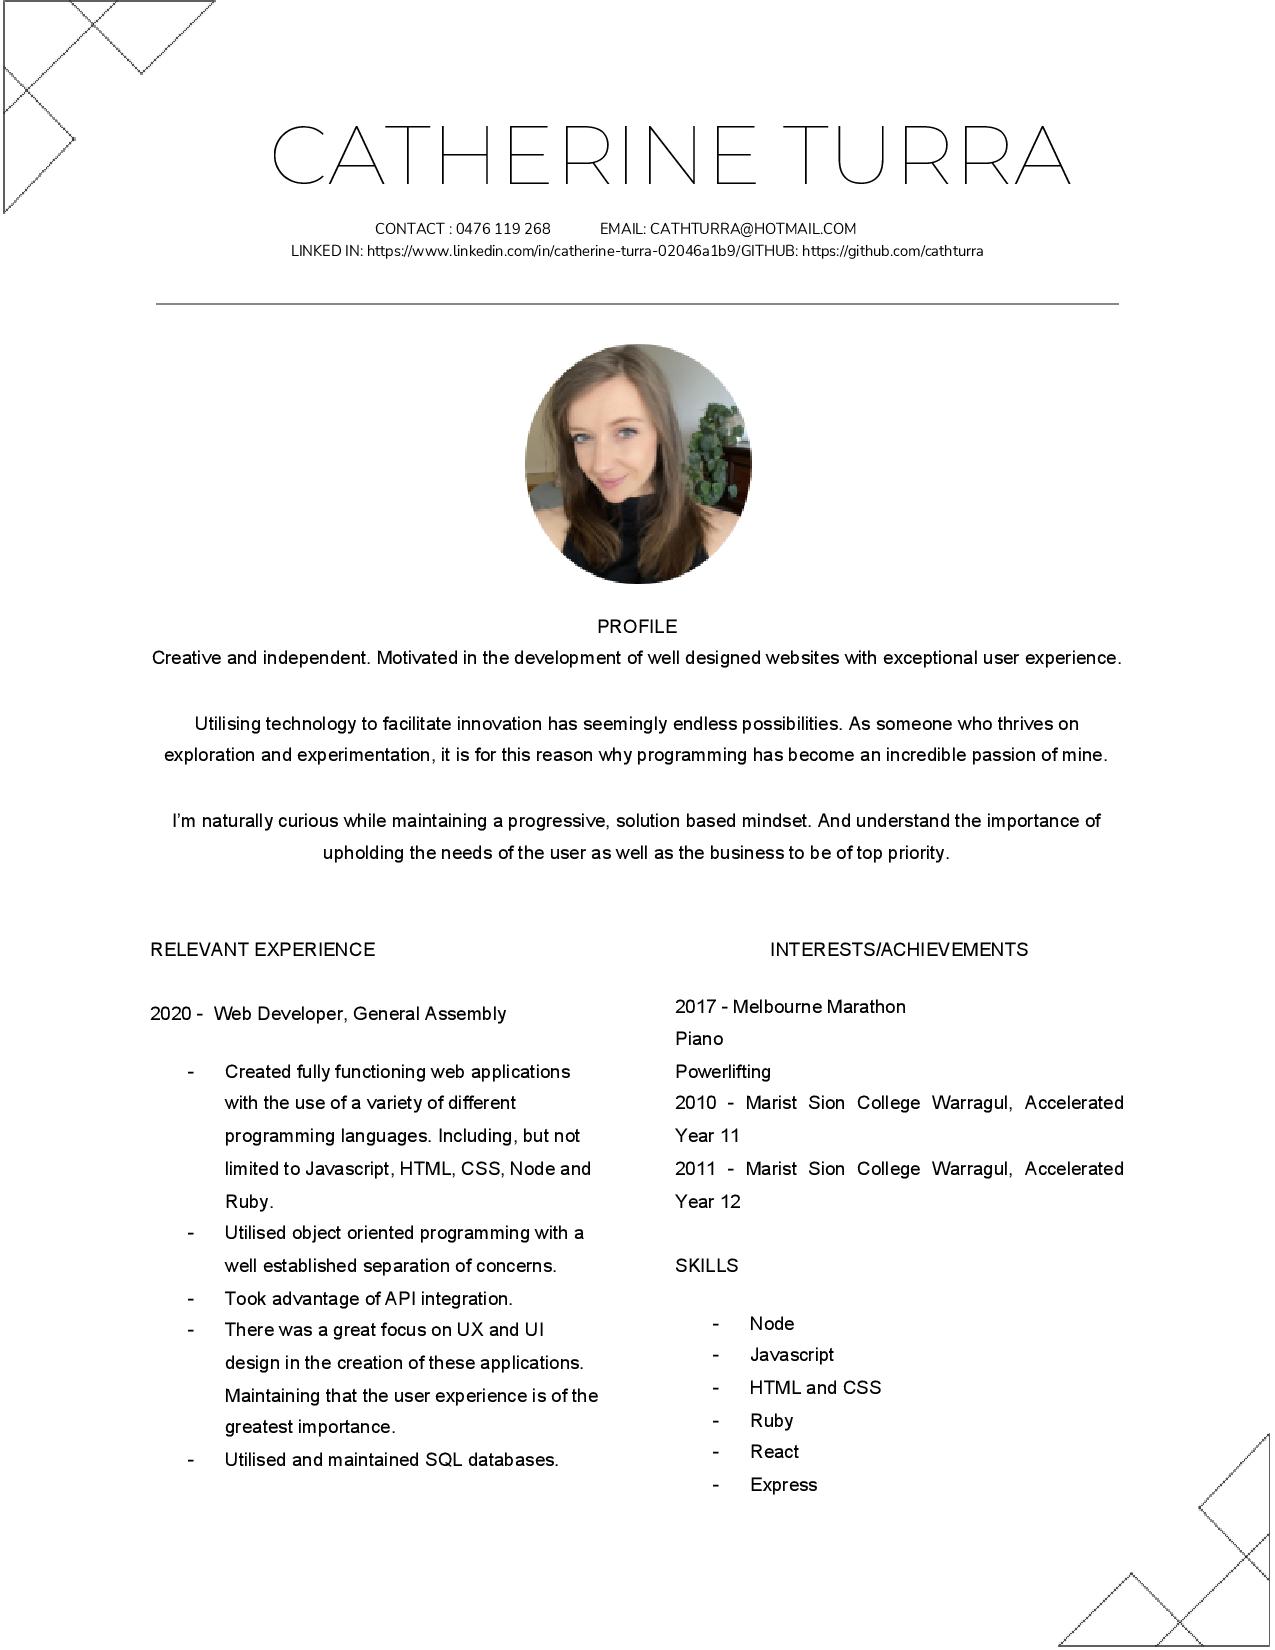 CATHERINE TURRA
CONTACT : 0476 119 268 EMAIL: CATHTURRA@HOTMAIL.COM
LINKED IN: https://www.linkedin.com/in/catherine-turra-02046a1b9/GITHUB: https://github.com/cathturra
PROFILE
Creative and independent. Motivated in the development of well designed websites with exceptional user experience.
Utilising technology to facilitate innovation has seemingly endless possibilities. As someone who thrives on
exploration and experimentation, it is for this reason why programming has become an incredible passion of mine.
I'm naturally curious while maintaining a progressive, solution based mindset. And understand the importance of
upholding the needs of the user as well as the business to be of top priority.
RELEVANT EXPERIENCE
2020 - Web Developer, General Assembly
- Created fully functioning web applications
with the use of a variety of different
programming languages. Including, but not
limited to Javascript, HTML, CSS, Node and
Ruby.
- Utilised object oriented programming with a
well established separation of concerns.
- Took advantage of API integration.
- There was a great focus on UX and UI
design in the creation of these applications.
Maintaining that the user experience is of the
greatest importance.
- Utilised and maintained SQL databases.
INTERESTS/ACHIEVEMENTS
2017 - Melbourne Marathon
Piano
Powerlifting
2010 - Marist Sion College Warragul, Accelerated
Year 11
2011 - Marist Sion College Warragul, Accelerated
Year 12
SKILLS
- Node
- Javascript
- HTML and CSS
- Ruby
- React
- Express